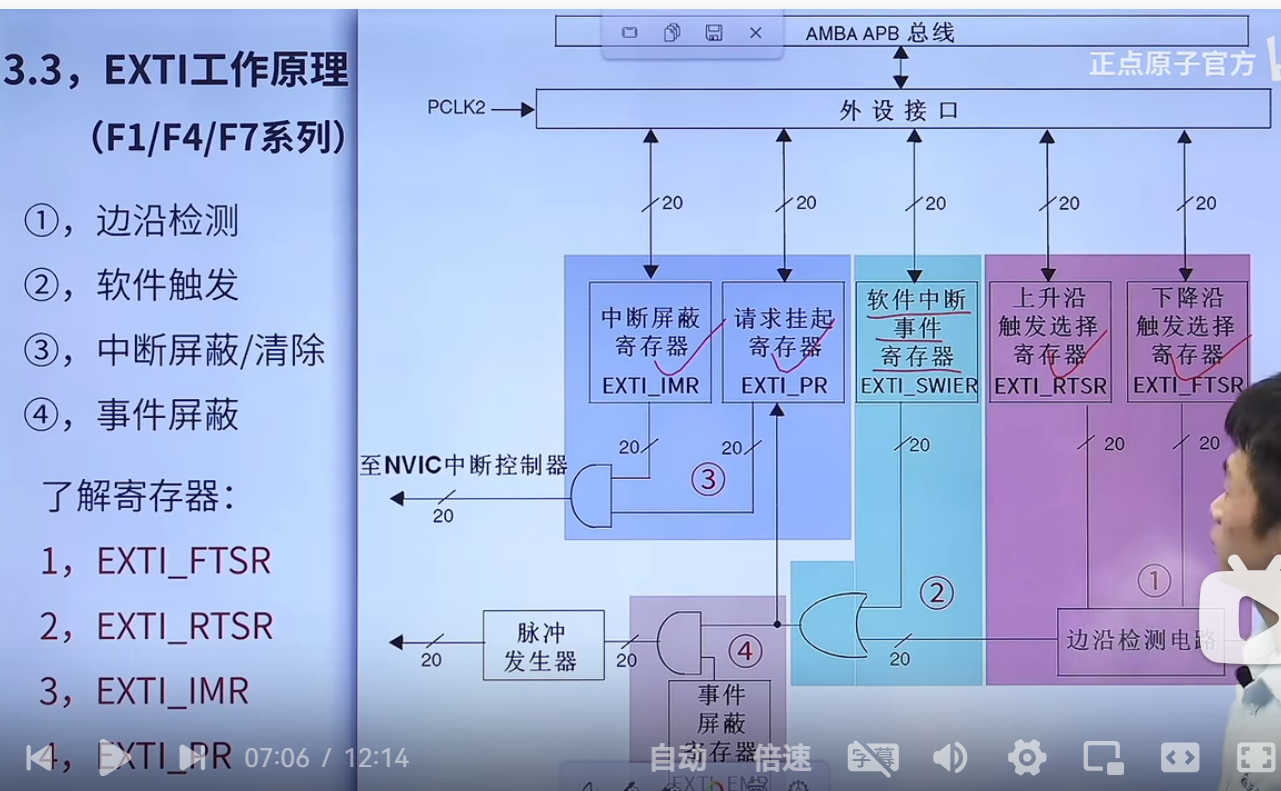 AMBA APB 总线
正点原子官方
3.3，EXTI工作原理
（F1/F4/F7系列）
PCLK2
外设接口
20
20
20
20
20
①，边沿检测
②，软件触发
③，中断屏蔽/清除
④，事件屏蔽
了解寄存器：
1，EXTI_FTSR
2，EXTI_RTSR
3，EXTI_IMR
4，EXTI_PR
中断屏蔽
寄存器
EXTI_IMR
请求挂起
寄存器
EXTI_PR
软件中断
事件
寄存器
EXTI_SWIER
上升沿
触发选择
寄存器
EXTI_RTSR
下降沿
触发选择
寄存器
EXTI_FTSR
20
20
20
20
20
至NVIC中断控制器
20
③
②
①
脉冲
发生器
20
20
④
20
边沿检测电路
事件
屏蔽
寄存器
EXTI_EMR
07:06 / 12:14
自动
倍速
字幕